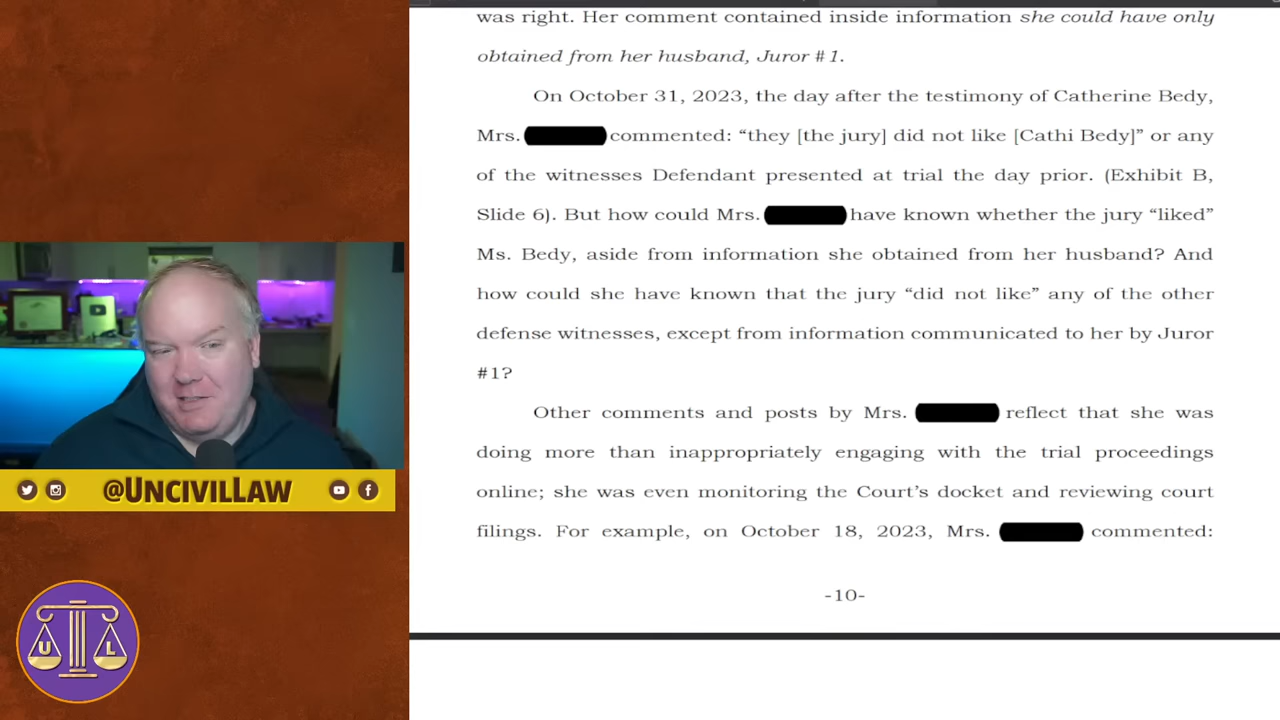 was right. Her comment contained inside information she could have only
obtained from her husband, Juror #1.
On October 31, 2023, the day after the testimony of Catherine Bedy,
Mrs. commented: “they [the jury] did not like [Cathi Bedy]” or any
of the witnesses Defendant presented at trial the day prior. (Exhibit B,
Slide 6). But how could Mrs. have known whether the jury “liked”
Ms. Bedy, aside from information she obtained from her husband? And
how could she have known that the jury “did not like” any of the other
defense witnesses, except from information communicated to her by Juror
#1?
Other comments and posts by Mrs. reflect that she was
doing more than inappropriately engaging with the trial proceedings
online; she was even monitoring the Court’s docket and reviewing court
filings. For example, on October 18, 2023, Mrs. commented:
-10-
@UNCIVILLAW
U L